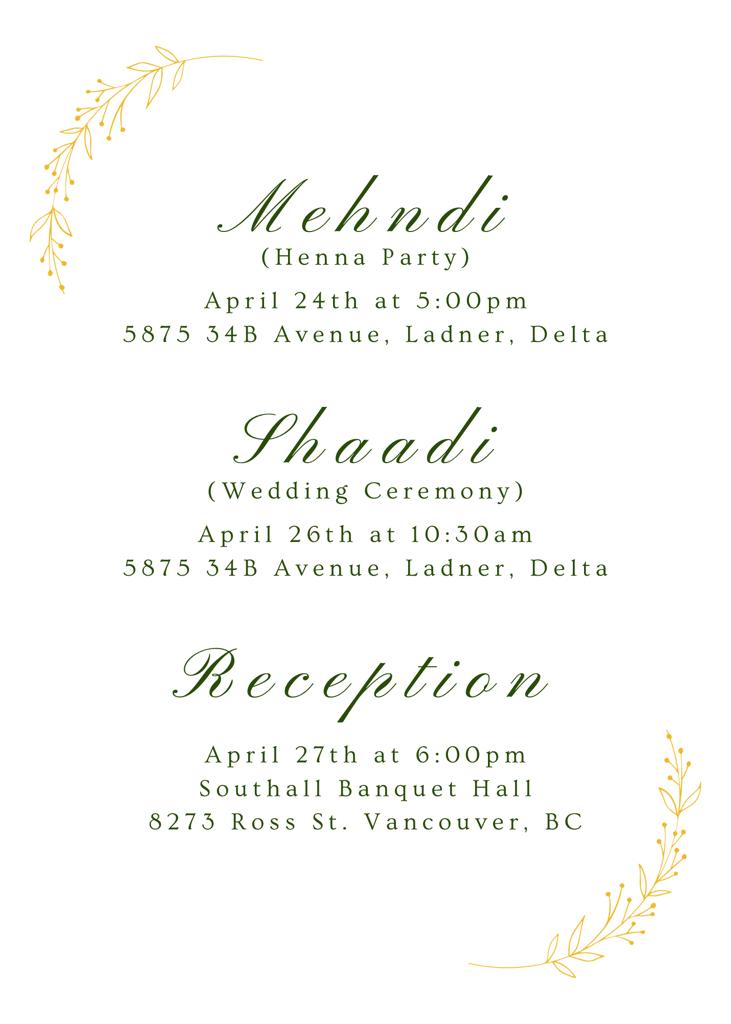 Mehndi
(Henna Party)
April 24th at 5:00pm
5875 34B Avenue, Ladner, Delta
Shaadi
(Wedding Ceremony)
April 26th at 10:30am
5875 34B Avenue, Ladner, Delta
Reception
April 27th at 6:00pm
Southall Banquet Hall
8273 Ross St. Vancouver, BC